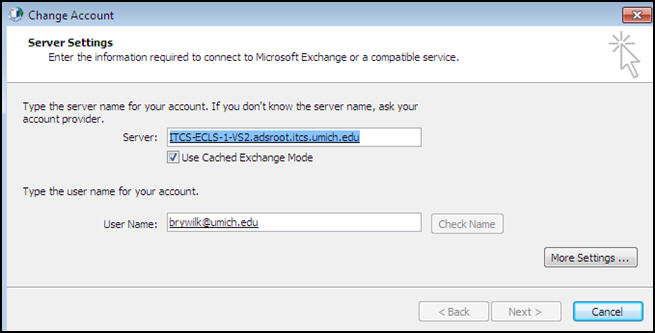 Change Account
Server Settings
Enter the information required to connect to Microsoft Exchange or a compatible service.
Type the server name for your account. If you don't know the server name, ask your
account provider.
Server: ITCS-ECLS-1-VS2.adsroot.itcs.umich.edu
Use Cached Exchange Mode
Type the user name for your account.
User Name: brywilk@umich.edu Check Name
More Settings ...
< Back Next > Cancel